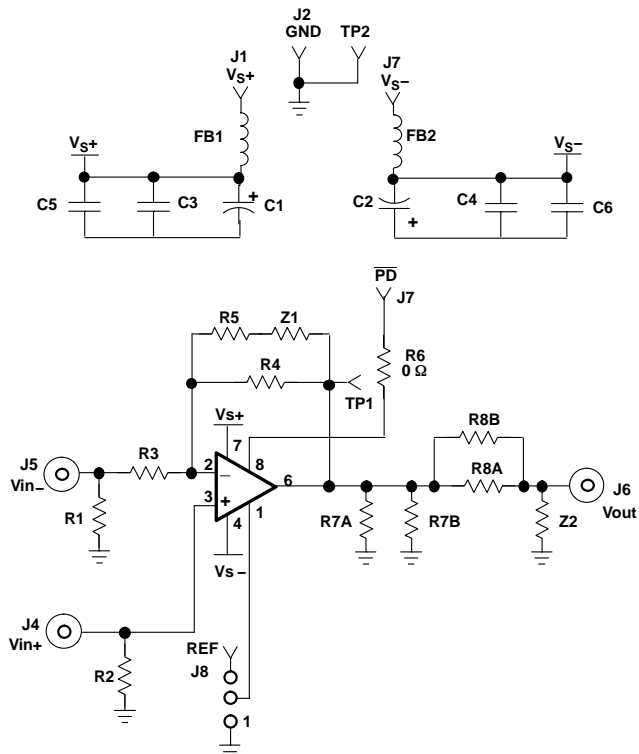 J2
GND
TP2
J1
VS+
J7
VS−
FB1
FB2
VS+
VS−
C5
C3
+
C1
C2
+
C4
C6
PD
J7
R5
Z1
R6
0 Ω
R4
TP1
Vs+
7
R8B
J5
Vin−
R3
2
−
8
6
R8A
J6
Vout
3
+
1
R1
4
R7A
R7B
Z2
Vs −
J4
Vin+
REF
J8
R2
1